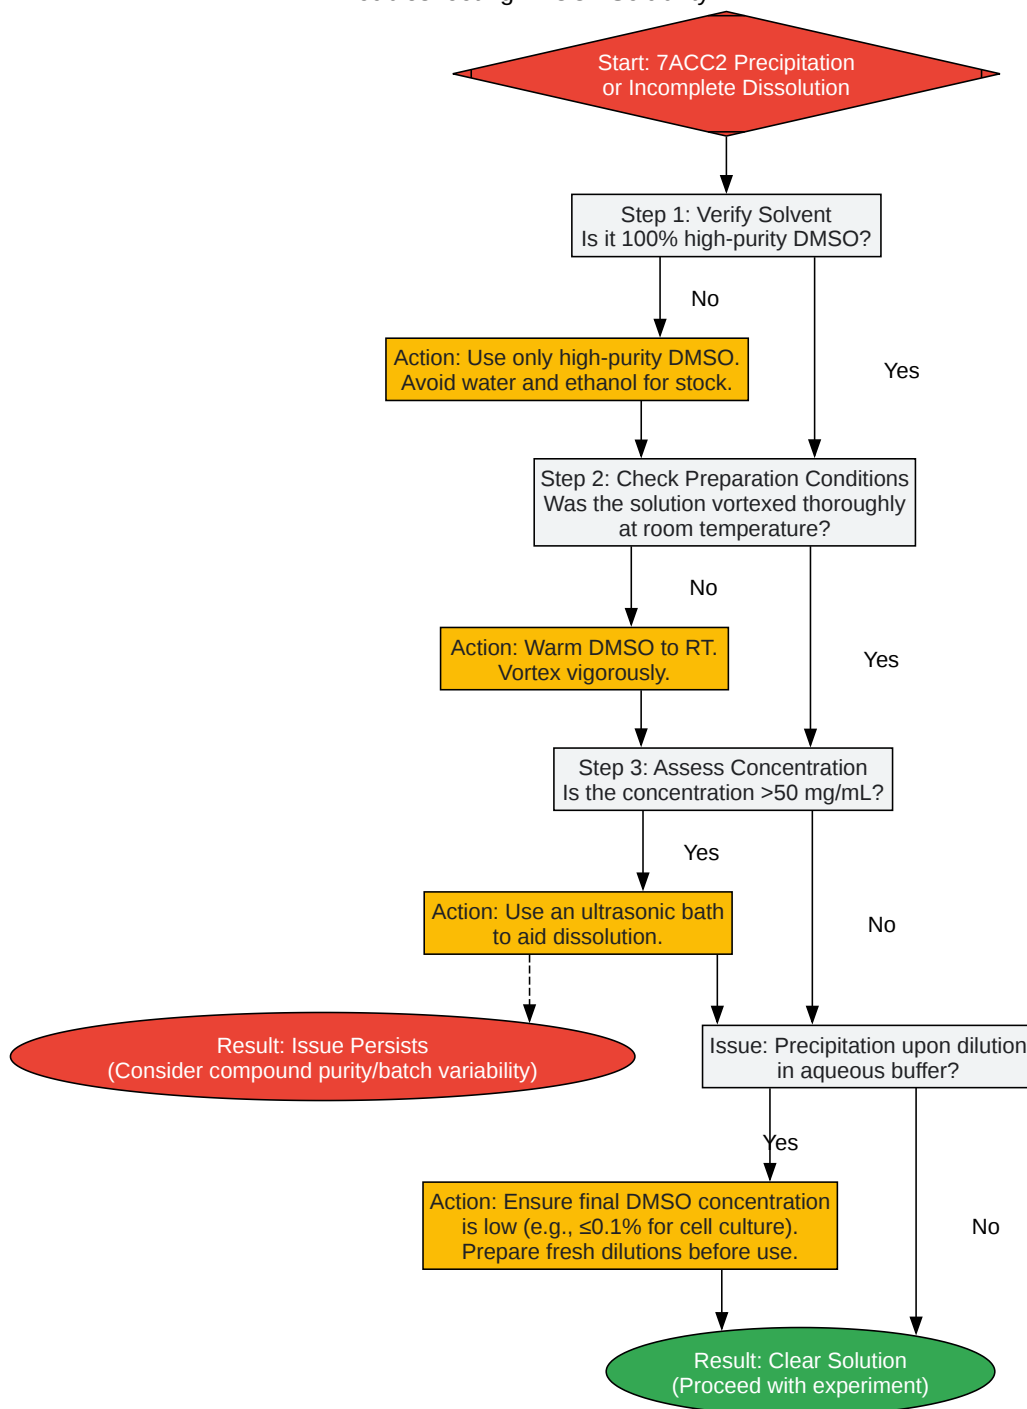 Start: 7ACC2 Precipitation
or Incomplete Dissolution
Step 1: Verify Solvent
Is it 100% high-purity DMSO?
No
Yes
Action: Use only high-purity DMSO.
Avoid water and ethanol for stock.
Step 2: Check Preparation Conditions
Was the solution vortexed thoroughly
at room temperature?
No
Yes
Action: Warm DMSO to RT.
Vortex vigorously.
Step 3: Assess Concentration
Is the concentration >50 mg/mL?
Yes
No
Action: Use an ultrasonic bath
to aid dissolution.
Result: Issue Persists
(Consider compound purity/batch variability)
Issue: Precipitation upon dilution
in aqueous buffer?
Yes
No
Action: Ensure final DMSO concentration
is low (e.g., ≤0.1% for cell culture).
Prepare fresh dilutions before use.
Result: Clear Solution
(Proceed with experiment)